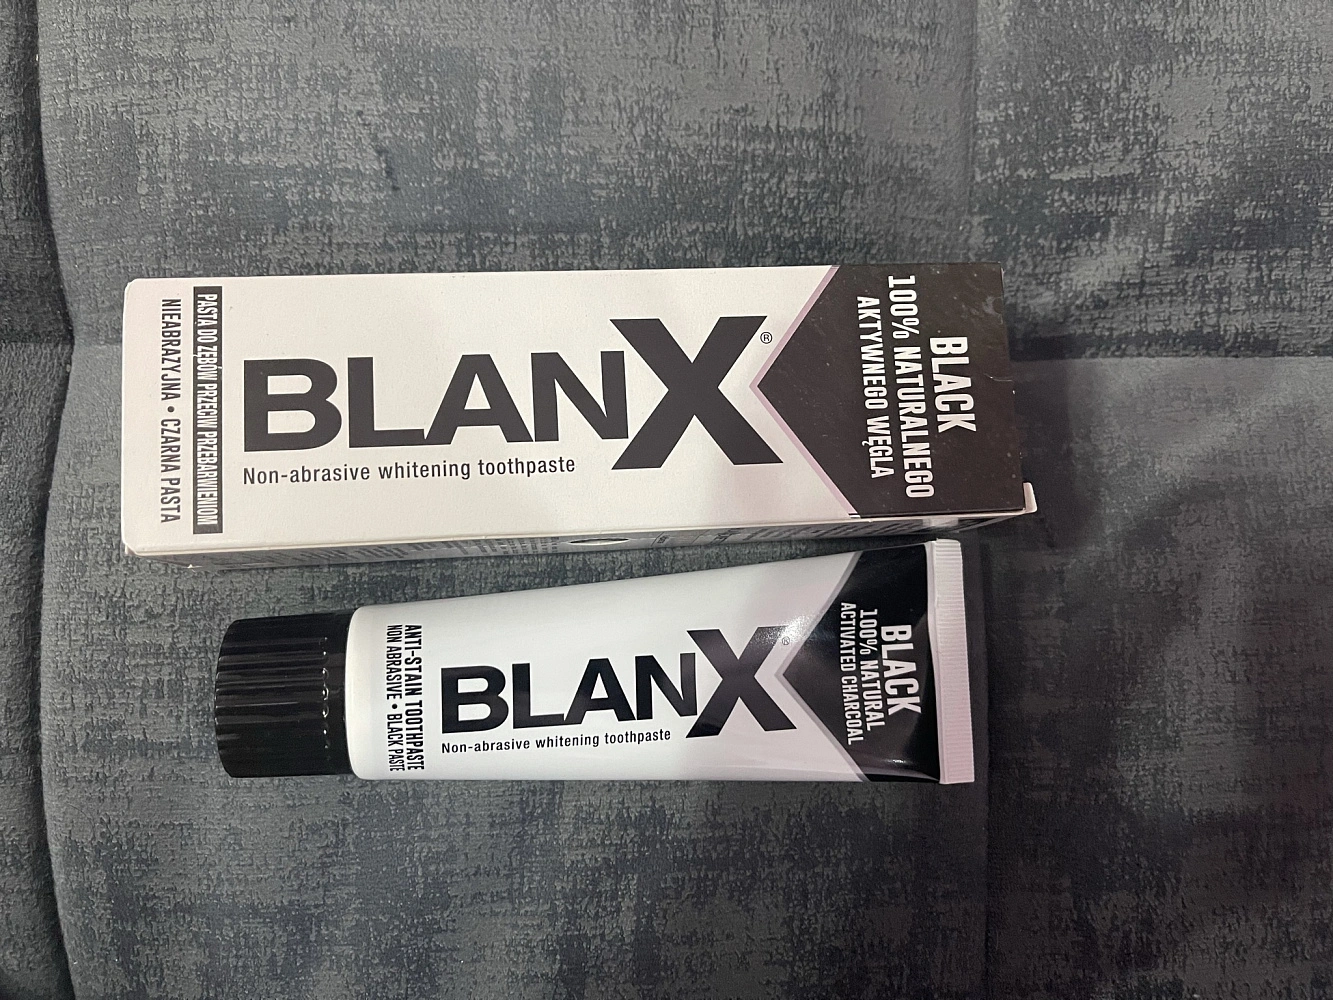 BLANX®
Non-abrasive whitening toothpaste
BLACK
100% NATURALNEGO
AKTYWNEGO WĘGLA
PASTA DO ZĘBÓW PRZECIW PRZEBARWIENIOM
NIEABRAZYJNA • CZARNA PASTA
BLANX®
Non-abrasive whitening toothpaste
BLACK
100% NATURAL
ACTIVATED CHARCOAL
ANTI-STAIN TOOTHPASTE
NON ABRASIVE • BLACK PASTE